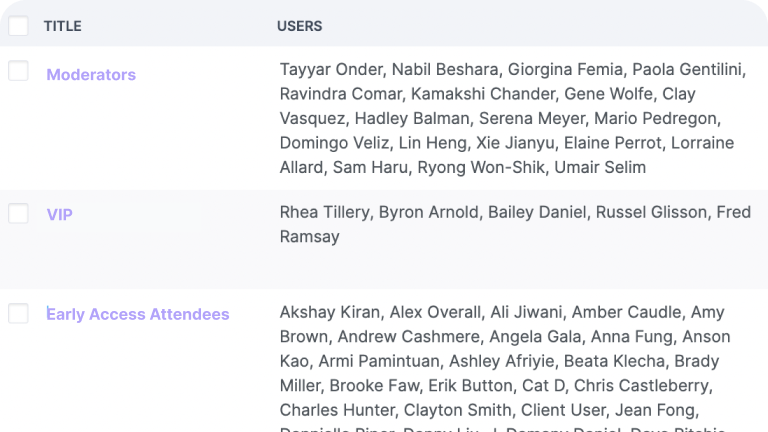 TITLE USERS
Moderators
Tayyar Onder, Nabil Beshara, Giorgina Femia, Paola Gentilini,
Ravindra Comar, Kamakshi Chander, Gene Wolfe, Clay
Vasquez, Hadley Balman, Serena Meyer, Mario Pedregon,
Domingo Veliz, Lin Heng, Xie Jianyu, Elaine Perrot, Lorraine
Allard, Sam Haru, Ryong Won-Shik, Umair Selim
VIP
Rhea Tillery, Byron Arnold, Bailey Daniel, Russel Glisson, Fred
Ramsay
Early Access Attendees
Akshay Kiran, Alex Overall, Ali Jiwani, Amber Caudle, Amy
Brown, Andrew Cashmere, Angela Gala, Anna Fung, Anson
Kao, Armi Pamintuan, Ashley Afriyie, Beata Klecha, Brady
Miller, Brooke Faw, Erik Button, Cat D, Chris Castleberry,
Charles Hunter, Clayton Smith, Client User, Jean Fong,